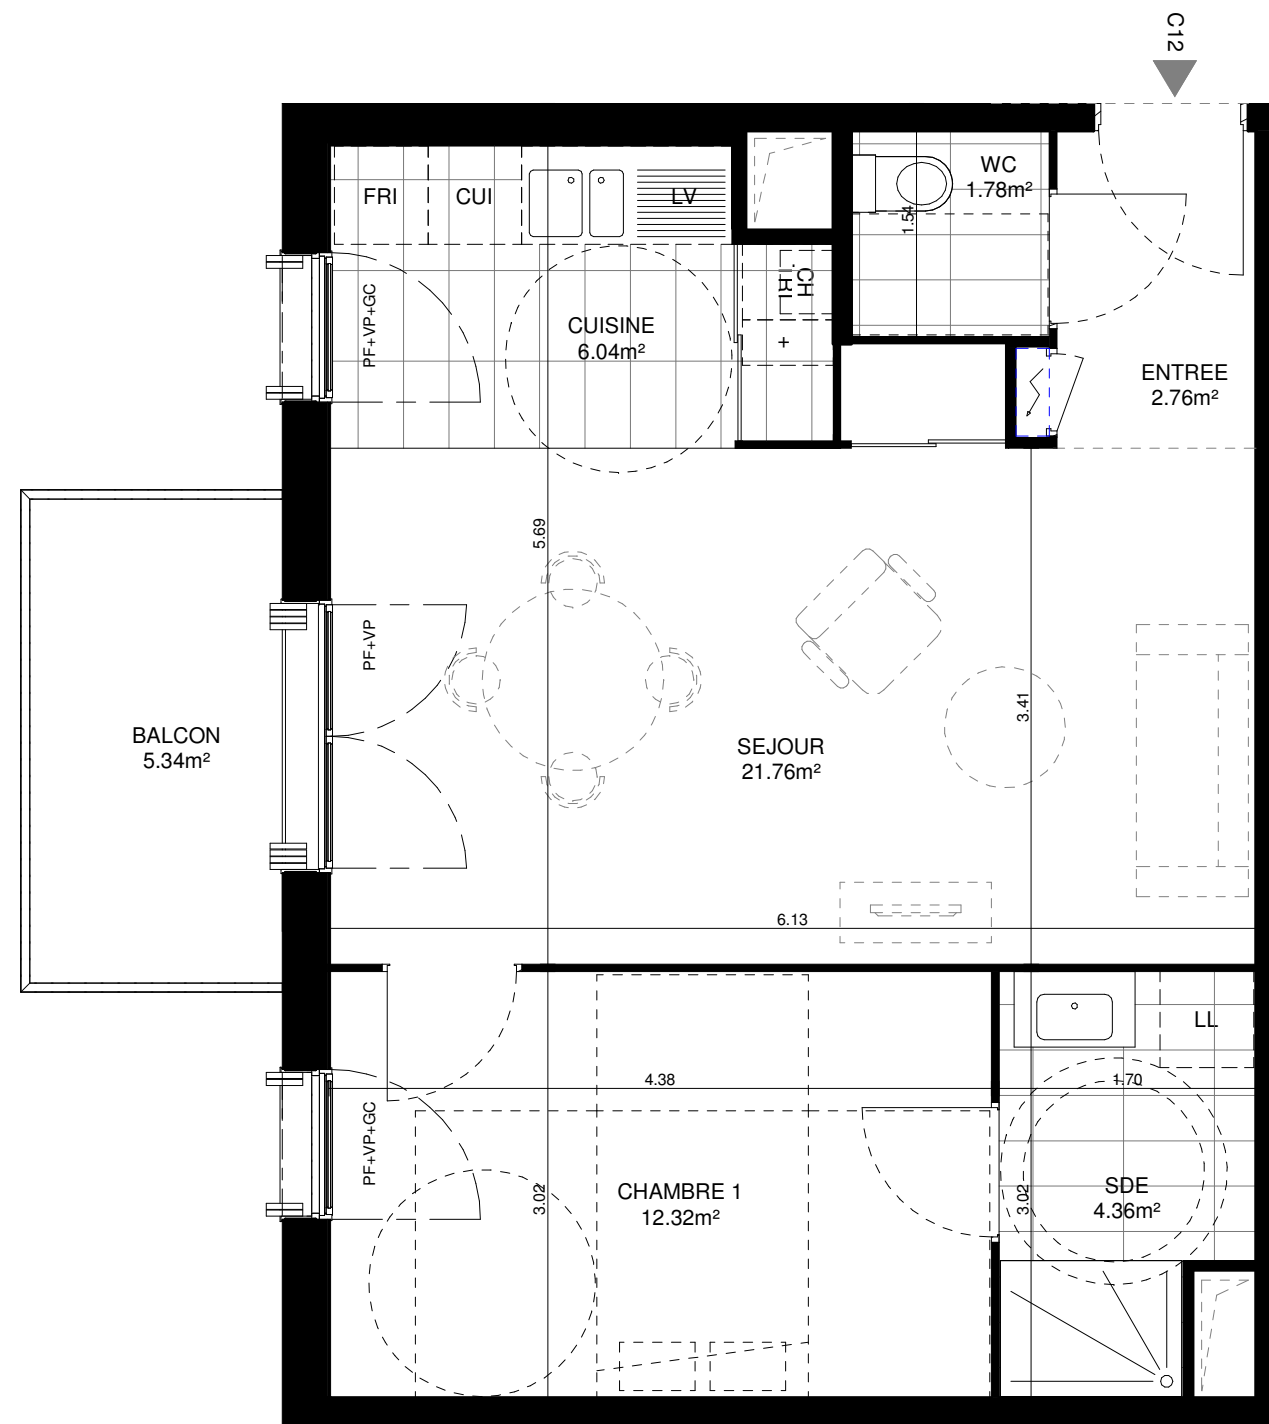 C12
WC
1.78m²
1.54
FRI
CUI
LV
CH
+
PF+VP+GC
CUISINE
6.04m²
ENTREE
2.76m²
5.69
PF+VP
3.41
BALCON
5.34m²
SEJOUR
21.76m²
6.13
LL
4.38
1.70
PF+VP+GC
CHAMBRE 1
12.32m²
3.02
3.02
SDE
4.36m²